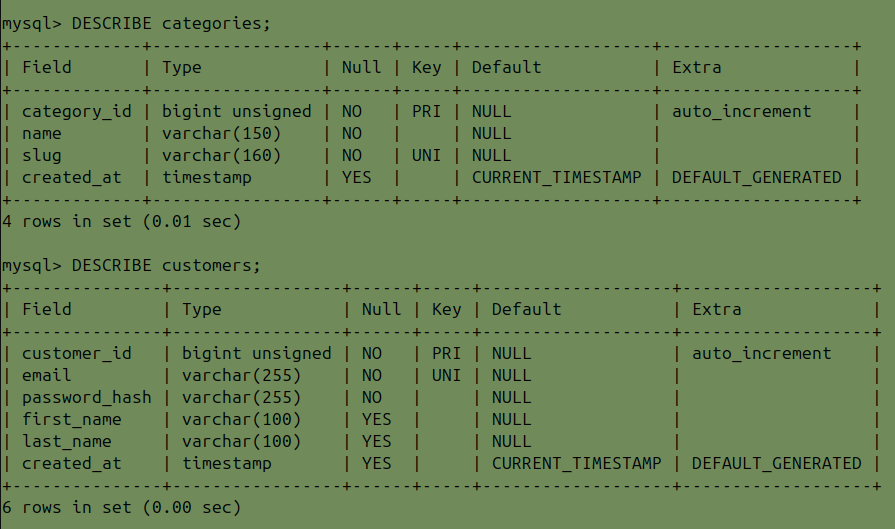 mysql> DESCRIBE categories;
+-------------+-----------------+------+-----+-------------------+-------------------+
| Field       | Type            | Null | Key | Default           | Extra             |
+-------------+-----------------+------+-----+-------------------+-------------------+
| category_id | bigint unsigned | NO   | PRI | NULL              | auto_increment    |
| name        | varchar(150)    | NO   |     | NULL              |                   |
| slug        | varchar(160)    | NO   | UNI | NULL              |                   |
| created_at  | timestamp       | YES  |     | CURRENT_TIMESTAMP | DEFAULT_GENERATED |
+-------------+-----------------+------+-----+-------------------+-------------------+
4 rows in set (0.01 sec)

mysql> DESCRIBE customers;
+---------------+-----------------+------+-----+-------------------+-------------------+
| Field         | Type            | Null | Key | Default           | Extra             |
+---------------+-----------------+------+-----+-------------------+-------------------+
| customer_id   | bigint unsigned | NO   | PRI | NULL              | auto_increment    |
| email         | varchar(255)    | NO   | UNI | NULL              |                   |
| password_hash | varchar(255)    | NO   |     | NULL              |                   |
| first_name    | varchar(100)    | YES  |     | NULL              |                   |
| last_name     | varchar(100)    | YES  |     | NULL              |                   |
| created_at    | timestamp       | YES  |     | CURRENT_TIMESTAMP | DEFAULT_GENERATED |
+---------------+-----------------+------+-----+-------------------+-------------------+
6 rows in set (0.00 sec)